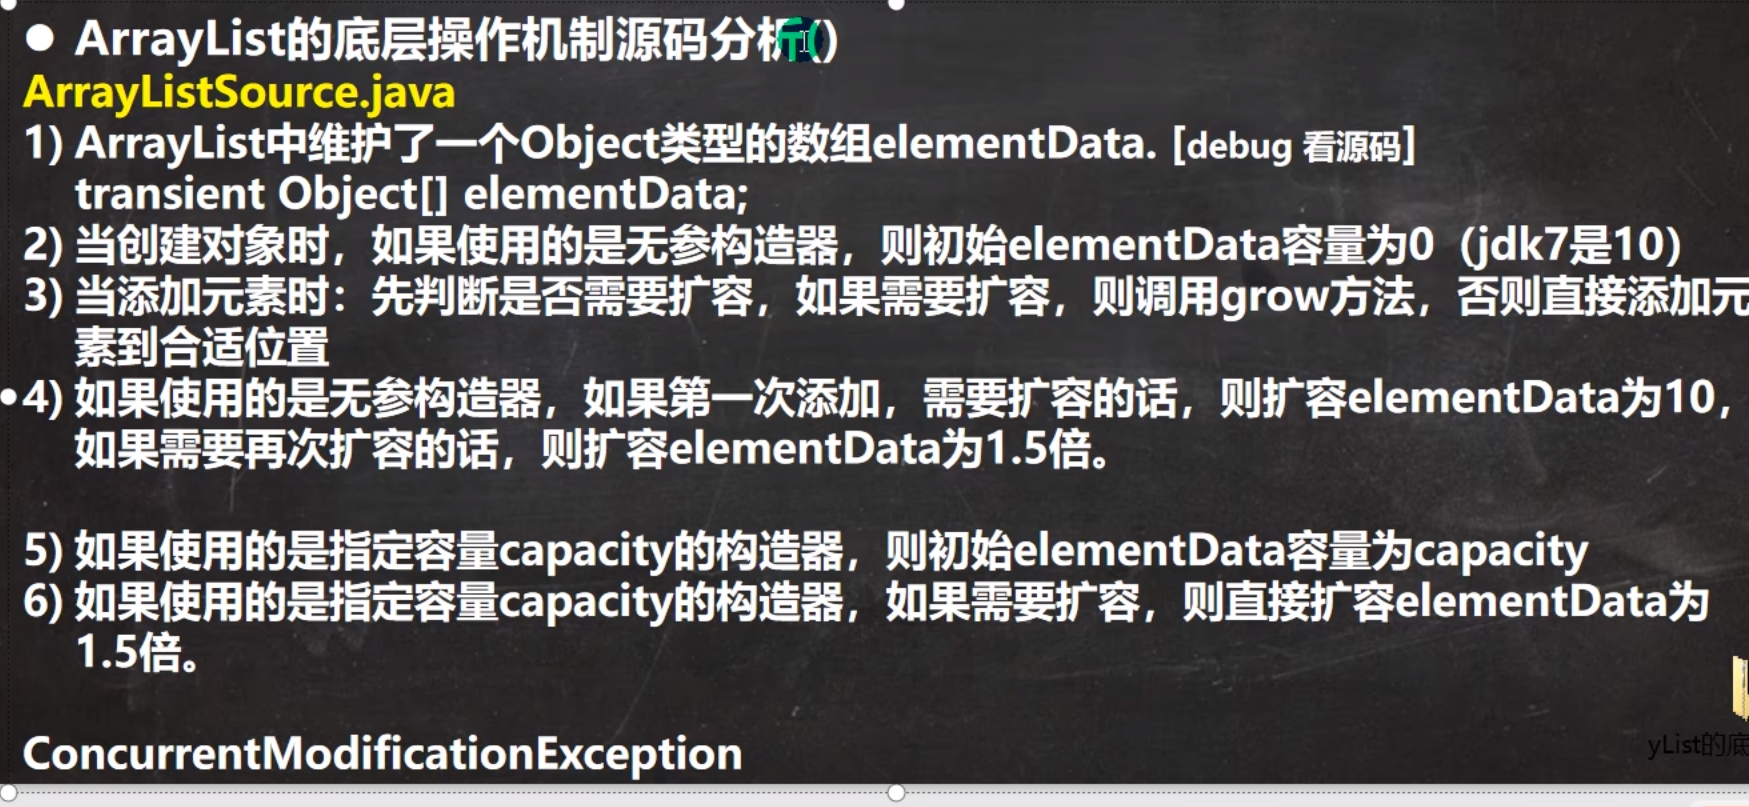 ● ArrayList的底层操作机制源码分析()
ArrayListSource.java
1) ArrayList中维护了一个Object类型的数组elementData. [debug 看源码]
transient Object[] elementData;
2) 当创建对象时，如果使用的是无参构造器，则初始elementData容量为0（jdk7是10）
3) 当添加元素时：先判断是否需要扩容，如果需要扩容，则调用grow方法，否则直接添加元
素到合适位置
4) 如果使用的是无参构造器，如果第一次添加，需要扩容的话，则扩容elementData为10，
如果需要再次扩容的话，则扩容elementData为1.5倍。
5) 如果使用的是指定容量capacity的构造器，则初始elementData容量为capacity
6) 如果使用的是指定容量capacity的构造器，如果需要扩容，则直接扩容elementData为
1.5倍。
yList的底
ConcurrentModificationException